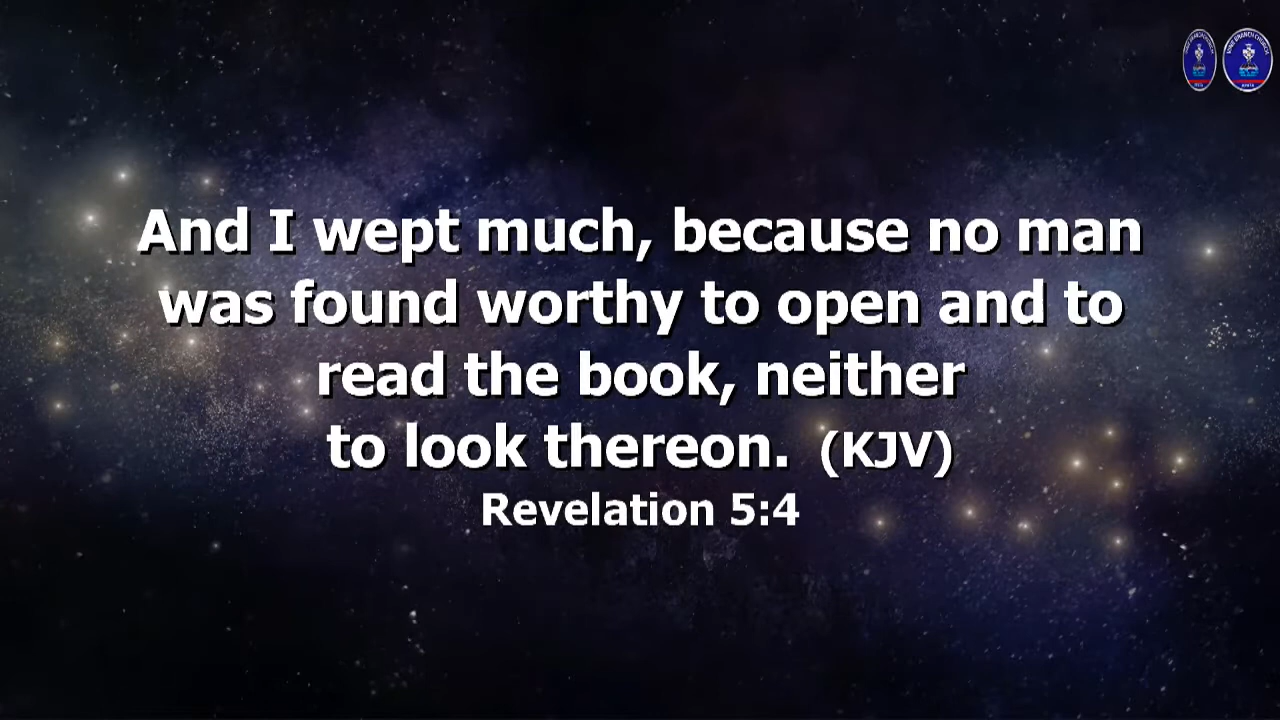 And I wept much, because no man
was found worthy to open and to
read the book, neither
to look thereon. (KJV)
Revelation 5:4